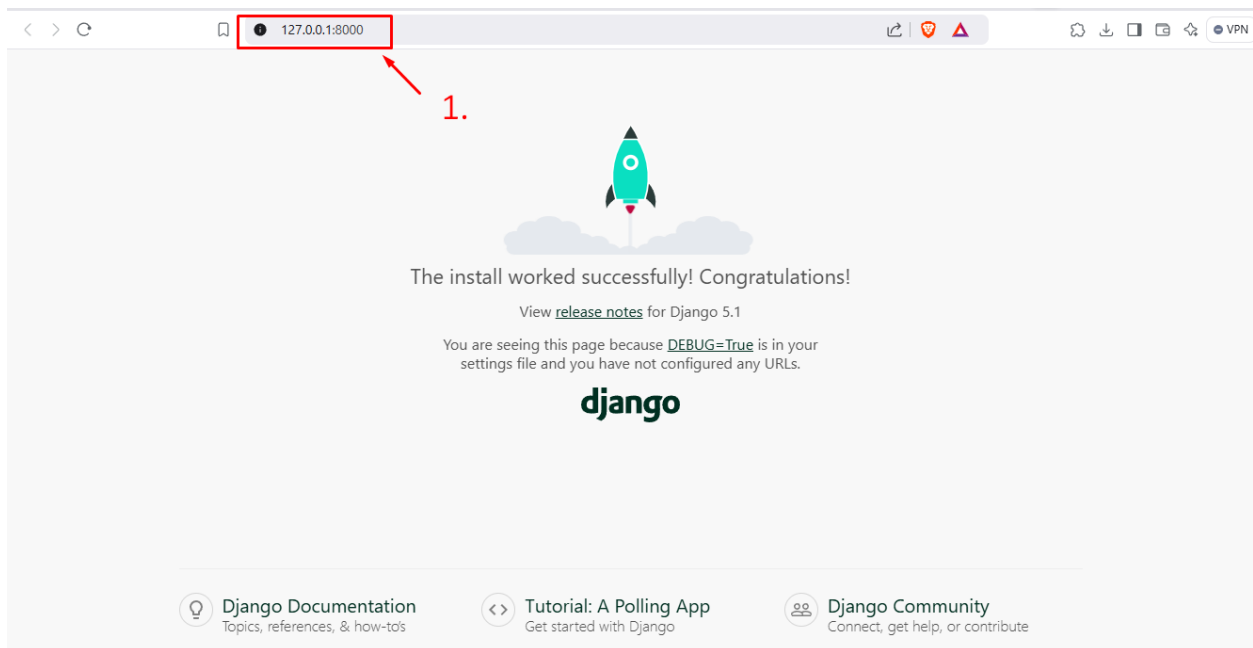 127.0.0.1:8000
VPN
1.
The install worked successfully! Congratulations!
View release notes for Django 5.1
You are seeing this page because DEBUG=True is in your
settings file and you have not configured any URLs.
django
Django Documentation
Topics, references, & how-to's
Tutorial: A Polling App
Get started with Django
Django Community
Connect, get help, or contribute